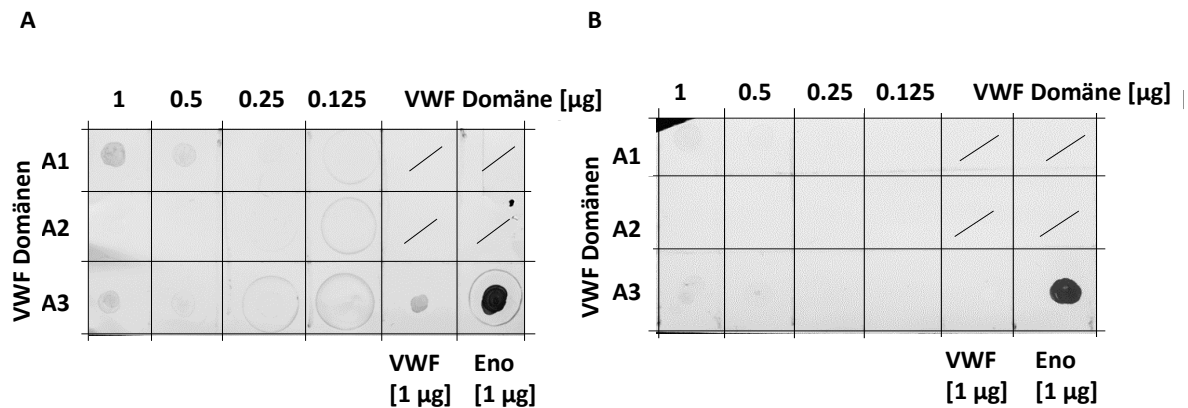 A
1 0.5 0.25 0.125 VWF Domäne [µg]
VWF Domänen
A1
A2
A3
VWF
[1 µg]
Eno
[1 µg]
B
1 0.5 0.25 0.125 VWF Domäne [µg]
VWF Domänen
A1
A2
A3
VWF
[1 µg]
Eno
[1 µg]